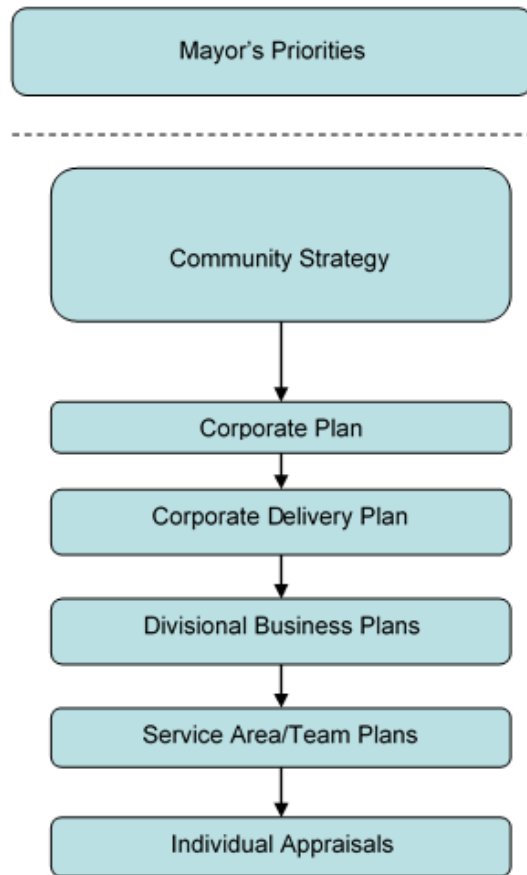 Mayor’s Priorities
Community Strategy
Corporate Plan
Corporate Delivery Plan
Divisional Business Plans
Service Area/Team Plans
Individual Appraisals